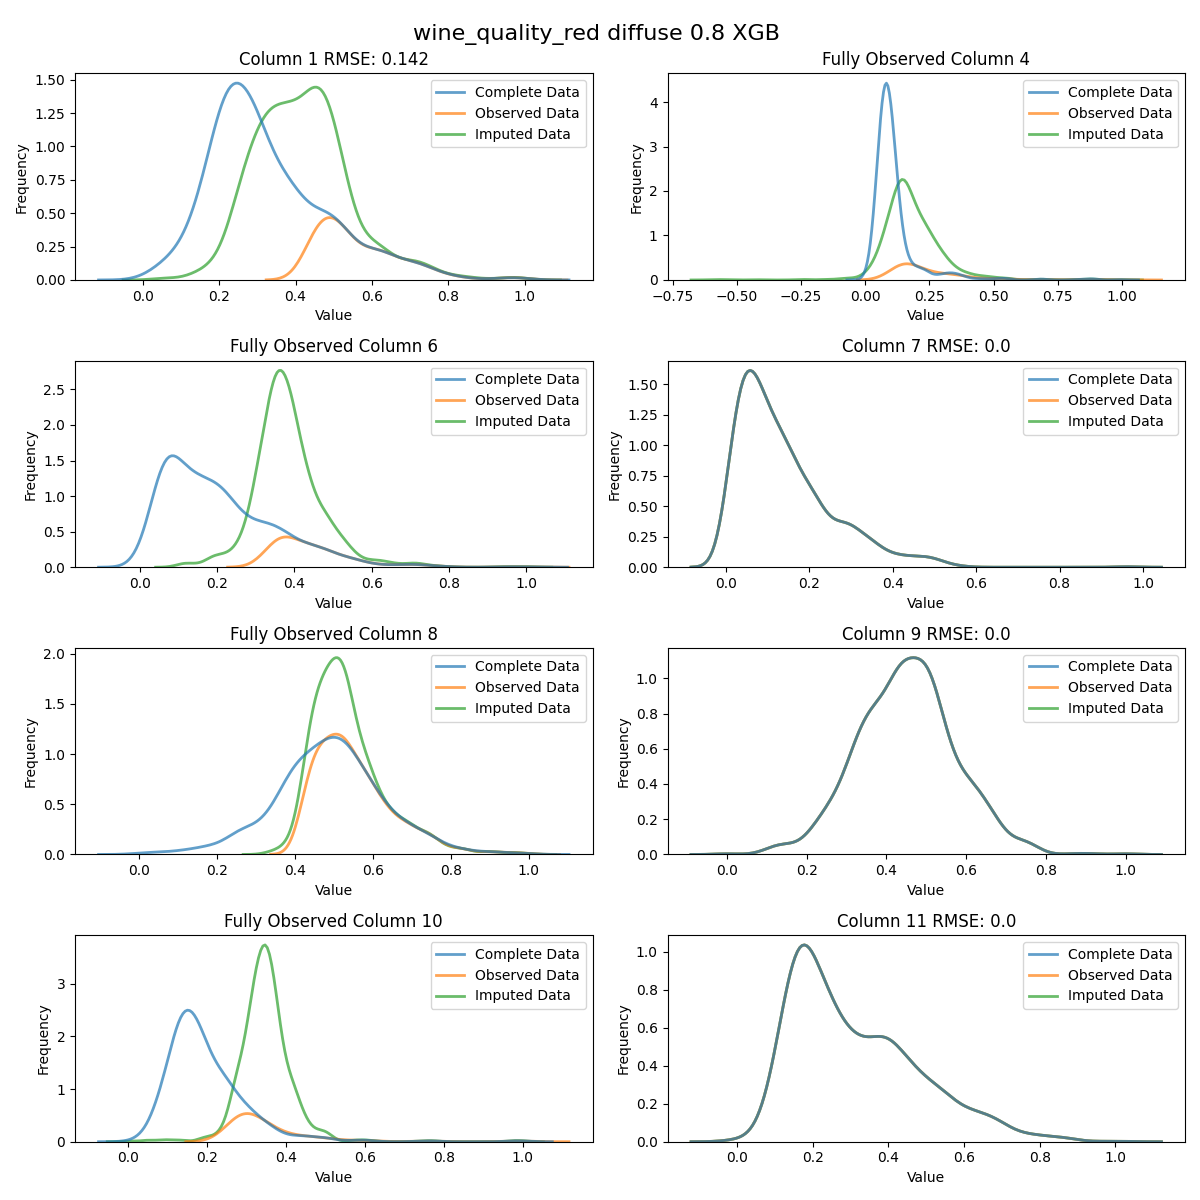 wine_quality_red diffuse 0.8 XGB
Column 1 RMSE: 0.142
Frequency
1.50
1.25
1.00
0.75
0.50
0.25
0.00
Complete Data
Observed Data
Imputed Data
0.0 0.2 0.4 0.6 0.8 1.0
Value
Fully Observed Column 4
Frequency
4
3
2
1
0
Complete Data
Observed Data
Imputed Data
−0.75 −0.50 −0.25 0.00 0.25 0.50 0.75 1.00
Value
Fully Observed Column 6
Frequency
2.5
2.0
1.5
1.0
0.5
0.0
Complete Data
Observed Data
Imputed Data
0.0 0.2 0.4 0.6 0.8 1.0
Value
Column 7 RMSE: 0.0
Frequency
1.50
1.25
1.00
0.75
0.50
0.25
0.00
Complete Data
Observed Data
Imputed Data
0.0 0.2 0.4 0.6 0.8 1.0
Value
Fully Observed Column 8
Frequency
2.0
1.5
1.0
0.5
0.0
Complete Data
Observed Data
Imputed Data
0.0 0.2 0.4 0.6 0.8 1.0
Value
Column 9 RMSE: 0.0
Frequency
1.0
0.8
0.6
0.4
0.2
0.0
Complete Data
Observed Data
Imputed Data
0.0 0.2 0.4 0.6 0.8 1.0
Value
Fully Observed Column 10
Frequency
3
2
1
0
Complete Data
Observed Data
Imputed Data
0.0 0.2 0.4 0.6 0.8 1.0
Value
Column 11 RMSE: 0.0
Frequency
1.0
0.8
0.6
0.4
0.2
0.0
Complete Data
Observed Data
Imputed Data
0.0 0.2 0.4 0.6 0.8 1.0
Value